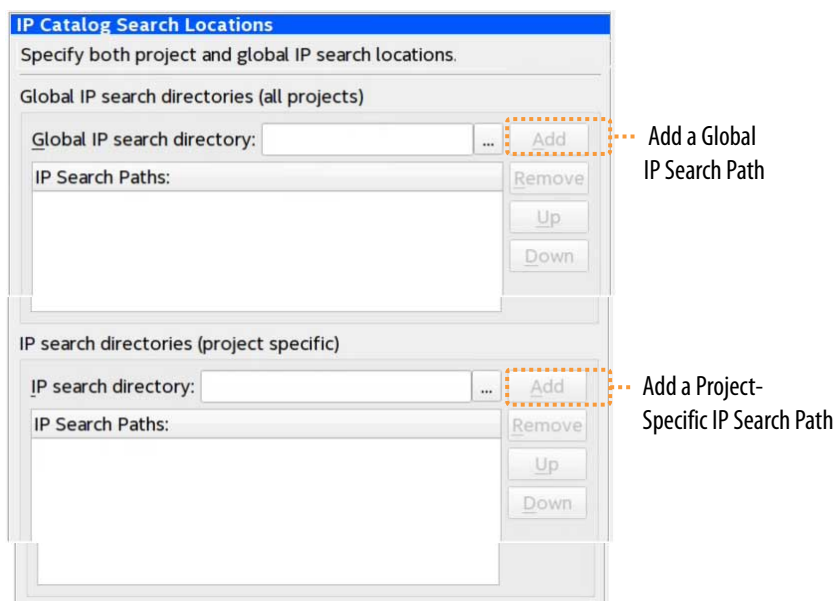 IP Catalog Search Locations
Specify both project and global IP search locations.
Global IP search directories (all projects)
Global IP search directory:
...
Add
Add a Global
IP Search Path
IP Search Paths:
Remove
Up
Down
IP search directories (project specific)
IP search directory:
...
Add
Add a Project-
Specific IP Search Path
IP Search Paths:
Remove
Up
Down